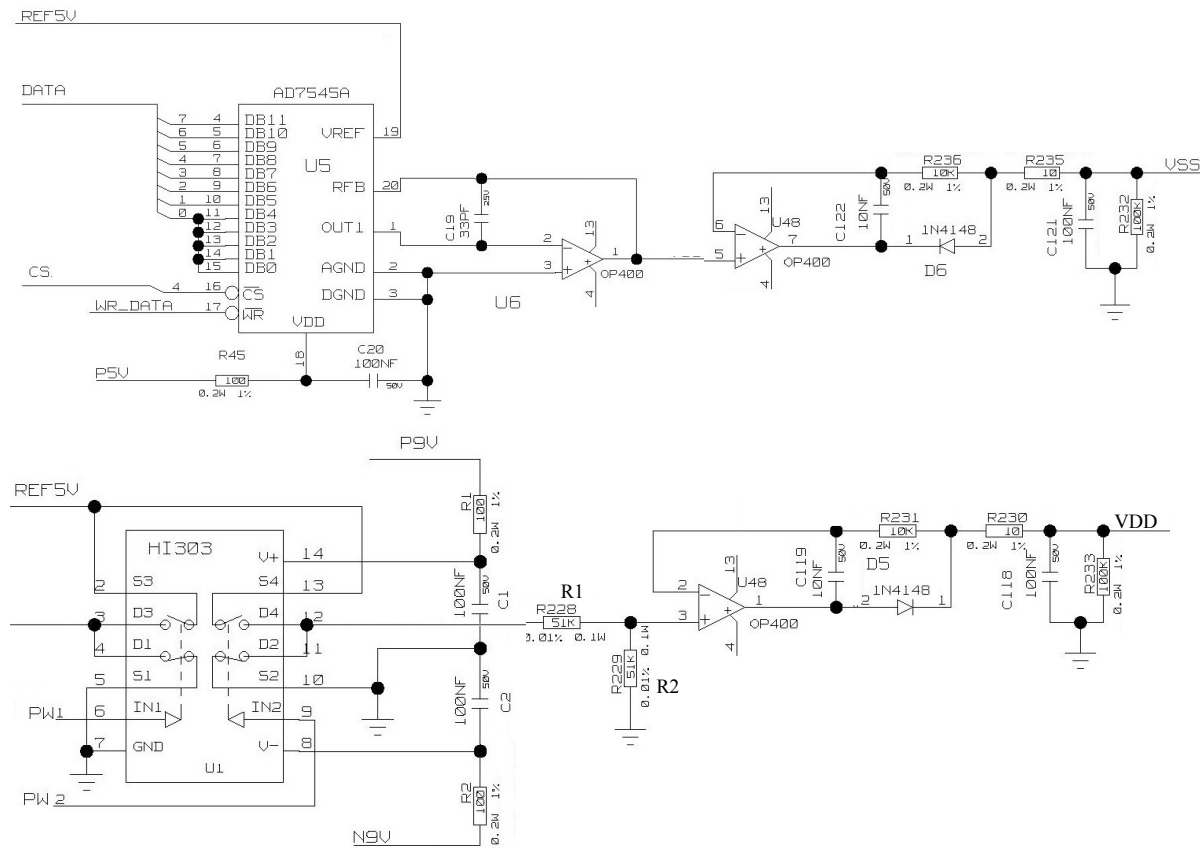 REF5V
DATA
AD7545A
7 4 DB11
6 5 DB10
5 6 DB9
4 7 DB8
3 8 DB7
2 9 DB6
1 10 DB5
0 11 DB4
12 DB3
13 DB2
14 DB1
15 DB0
U5
VREF 19
RFB 20
OUT1 1
AGND 2
DGND 3
CS.
4 16 CS
WR_DATA 17 WR
VDD
18
R45
P5V
100
0.2W 1%
C20
100NF
50V
C19
33PF
25V
2
3
13
1
OP400
4
U6
6
5
13
U48
7
OP400
4
C122
10NF
50V
R236
10K
0.2W 1%
1N4148
1 2
D6
R235
10
0.2W 1%
C121
100NF
50V
R232
100K
0.2W 1%
VSS
P9V
R1
100
0.2W 1%
REF5V
HI303
V+ 14
2 S3
S4 13
3 D3
D4 12
4 D1
D2 11
5 S1
S2 10
PW1 6 IN1
IN2 9
7 GND
V- 8
U1
PW 2
100NF
50V
C1
100NF
50V
C2
R2
100
0.2W 1%
N9V
R1
R228
51K
0.01% 0.1W
R229
51K
0.01% 0.1W
R2
2
3
13
U48
1
OP400
4
C119
10NF
50V
R231
10K
0.2W 1%
D5
1N4148
2 1
R230
10
0.2W 1%
C118
100NF
50V
R233
100K
0.2W 1%
VDD